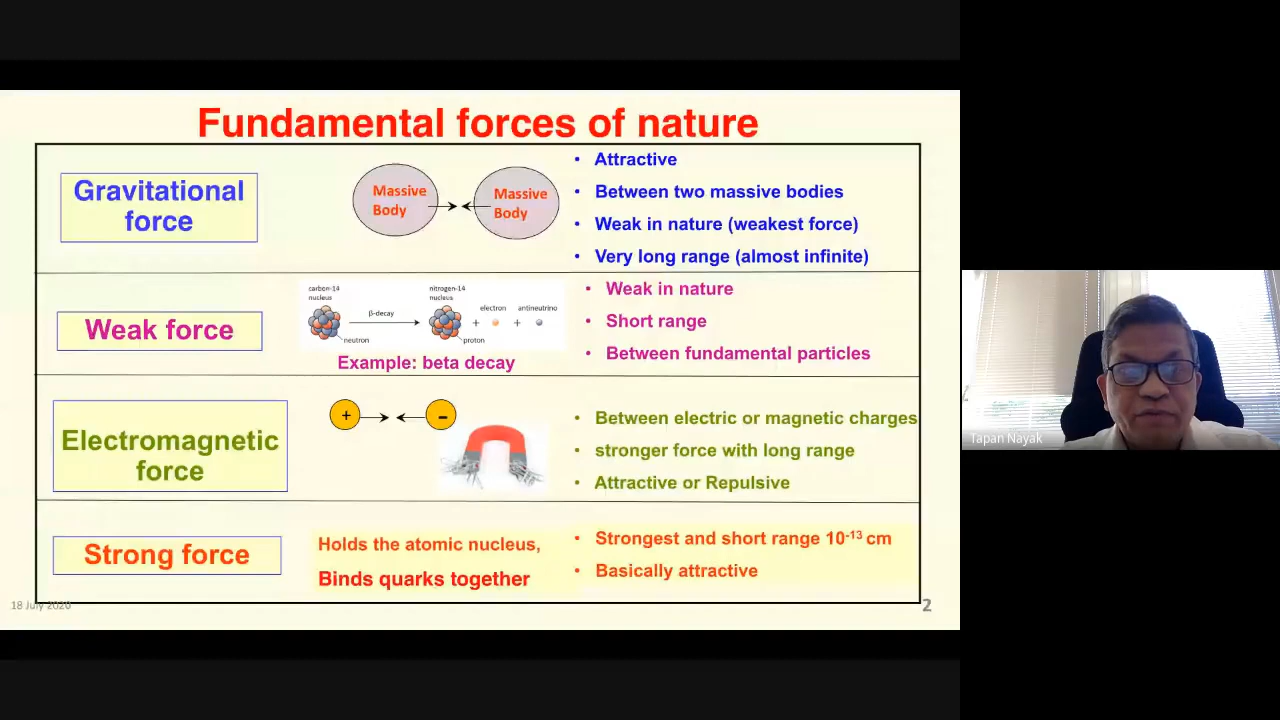 Fundamental forces of nature
Gravitational
force
Massive
Body
Massive
Body
• Attractive
• Between two massive bodies
• Weak in nature (weakest force)
• Very long range (almost infinite)
Weak force
carbon-14
nucleus
β-decay
neutron
nitrogen-14
nucleus
proton
+
electron
+
antineutrino
Example: beta decay
• Weak in nature
• Short range
• Between fundamental particles
Electromagnetic
force
+
-
• Between electric or magnetic charges
• stronger force with long range
• Attractive or Repulsive
Strong force
Holds the atomic nucleus,
Binds quarks together
• Strongest and short range 10⁻¹³ cm
• Basically attractive
18 July 2020
2
Tapan Nayak